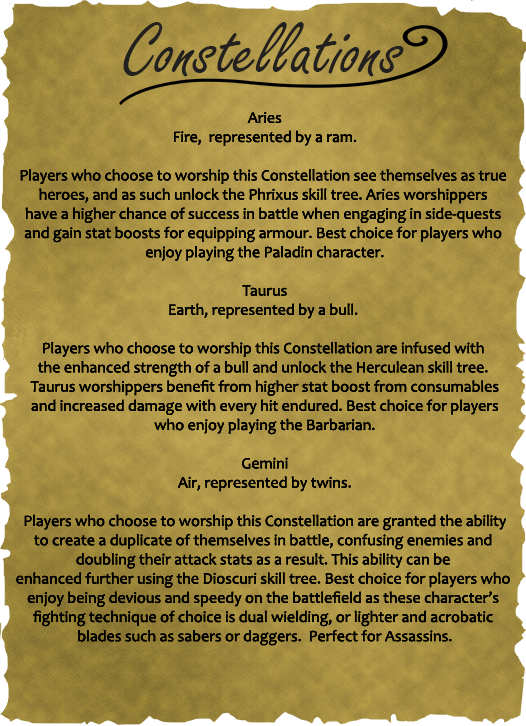 Constellations
Aries
Fire,  represented by a ram.
Players who choose to worship this Constellation see themselves as true
heroes, and as such unlock the Phrixus skill tree. Aries worshippers
have a higher chance of success in battle when engaging in side-quests
and gain stat boosts for equipping armour. Best choice for players who
enjoy playing the Paladin character.
Taurus
Earth, represented by a bull.
Players who choose to worship this Constellation are infused with
the enhanced strength of a bull and unlock the Herculean skill tree.
Taurus worshippers benefit from higher stat boost from consumables
and increased damage with every hit endured. Best choice for players
who enjoy playing the Barbarian.
Gemini
Air, represented by twins.
Players who choose to worship this Constellation are granted the ability
to create a duplicate of themselves in battle, confusing enemies and
doubling their attack stats as a result. This ability can be
enhanced further using the Dioscuri skill tree. Best choice for players who
enjoy being devious and speedy on the battlefield as these character's
fighting technique of choice is dual wielding, or lighter and acrobatic
blades such as sabers or daggers.  Perfect for Assassins.